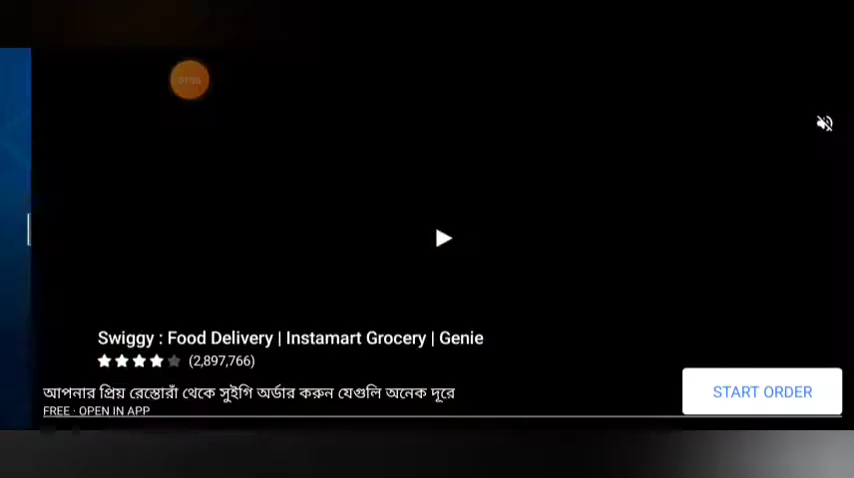 Swiggy : Food Delivery | Instamart Grocery | Genie
(2,897,766)
আপনার প্রিয় রেস্তোরাঁ থেকে সুইগি অর্ডার করুন যেগুলি অনেক দূরে
FREE · OPEN IN APP
START ORDER